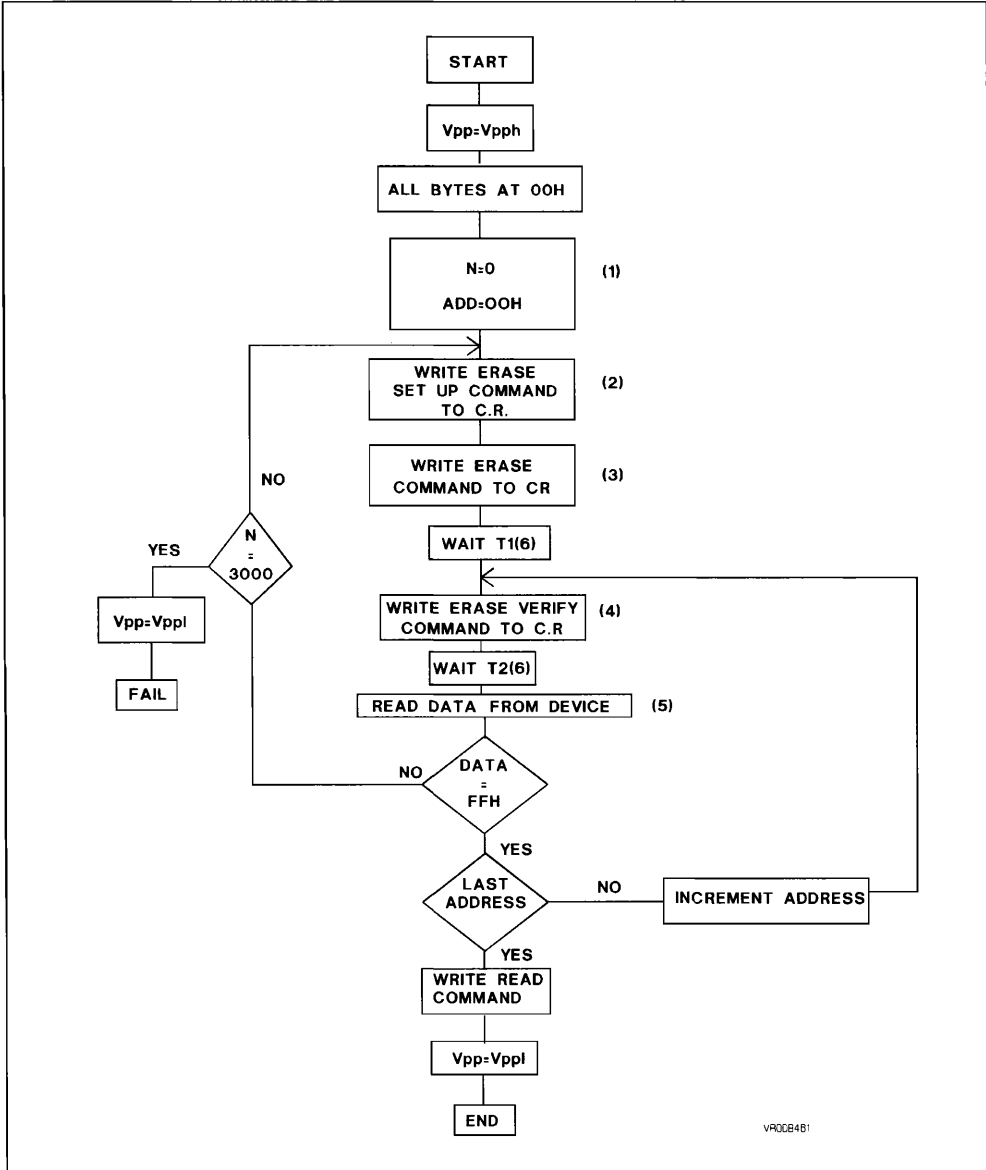 START
Vpp=Vpph
ALL BYTES AT 00H
N=0
ADD=00H
(1)
WRITE ERASE
SET UP COMMAND
TO C.R.
(2)
WRITE ERASE
COMMAND TO CR
(3)
NO
N
=
3000
YES
Vpp=Vppl
FAIL
WAIT T1(6)
WRITE ERASE VERIFY
COMMAND TO C.R
(4)
WAIT T2(6)
READ DATA FROM DEVICE
(5)
DATA
=
FFH
NO
YES
LAST
ADDRESS
NO
INCREMENT ADDRESS
YES
WRITE READ
COMMAND
Vpp=Vppl
END